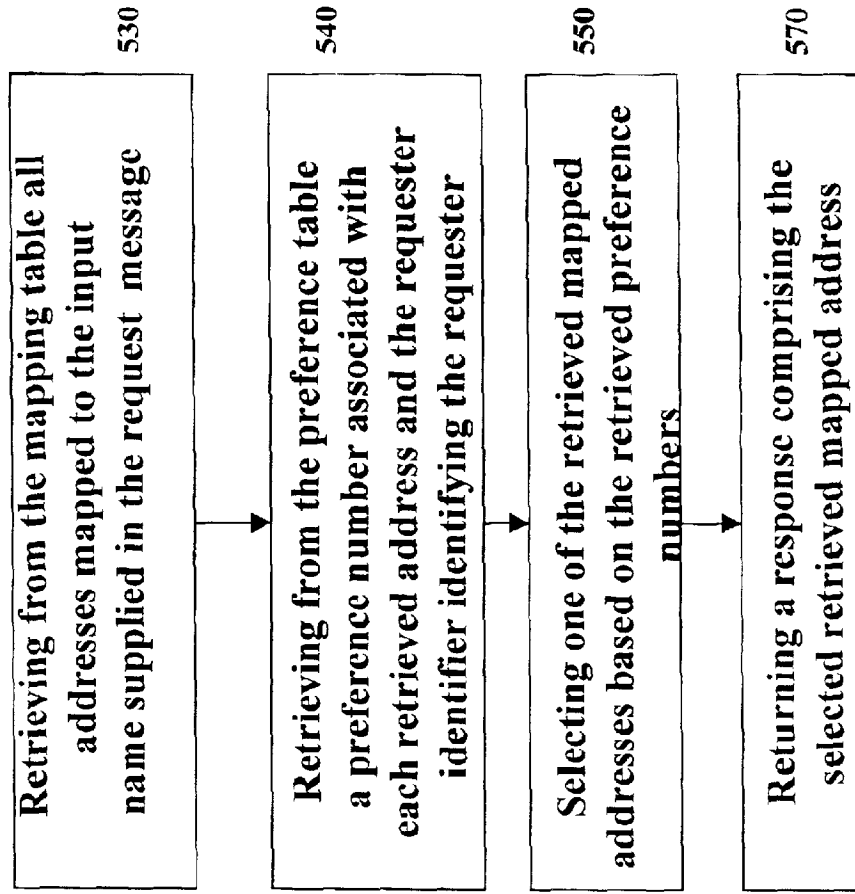 Retrieving from the mapping table all
addresses mapped to the input
name supplied in the request message
530
Retrieving from the preference table
a preference number associated with
each retrieved address and the requester
identifier identifying the requester
540
Selecting one of the retrieved mapped
addresses based on the retrieved preference
numbers
550
Returning a response comprising the
selected retrieved mapped address
570